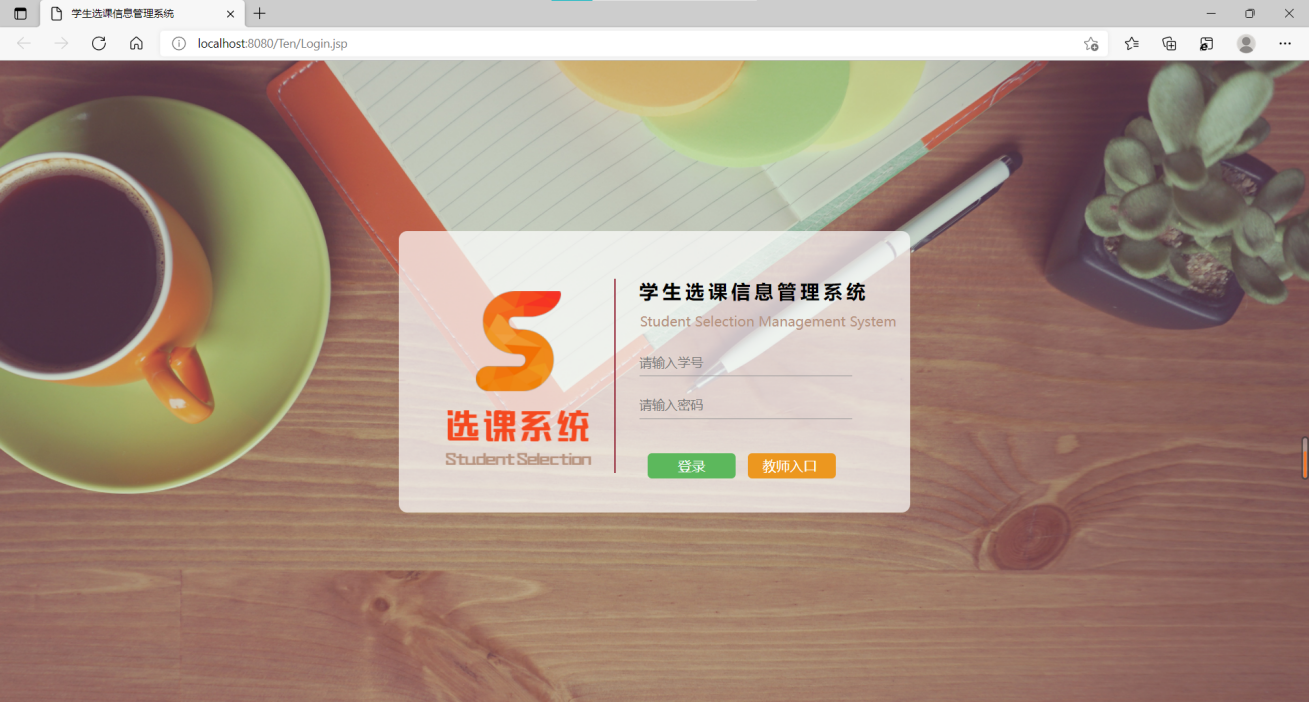 学生选课信息管理系统
localhost:8080/Ten/Login.jsp
选课系统
Student Selection
学生选课信息管理系统
Student Selection Management System
请输入学号
请输入密码
登录
教师入口